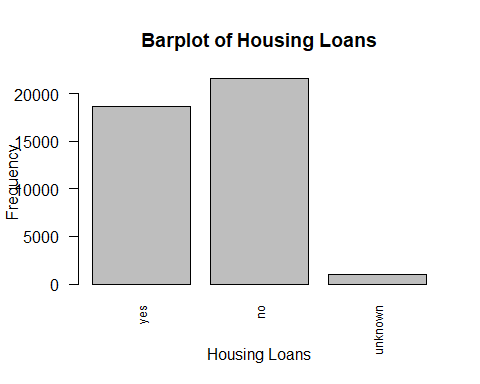 Barplot of Housing Loans
Frequency
20000
15000
10000
5000
0
yes
no
unknown
Housing Loans